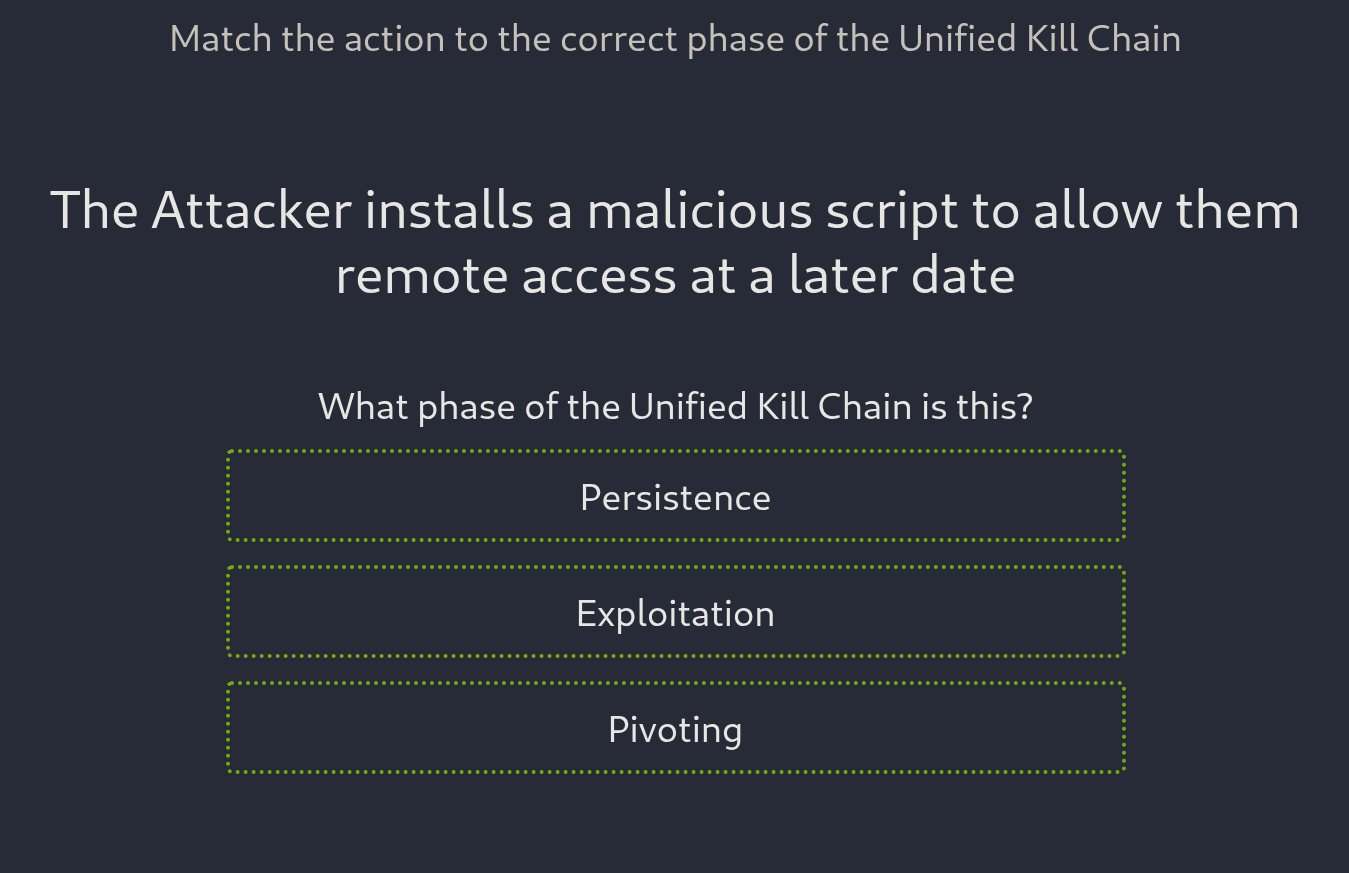 Match the action to the correct phase of the Unified Kill Chain
The Attacker installs a malicious script to allow them
remote access at a later date
What phase of the Unified Kill Chain is this?
Persistence
Exploitation
Pivoting